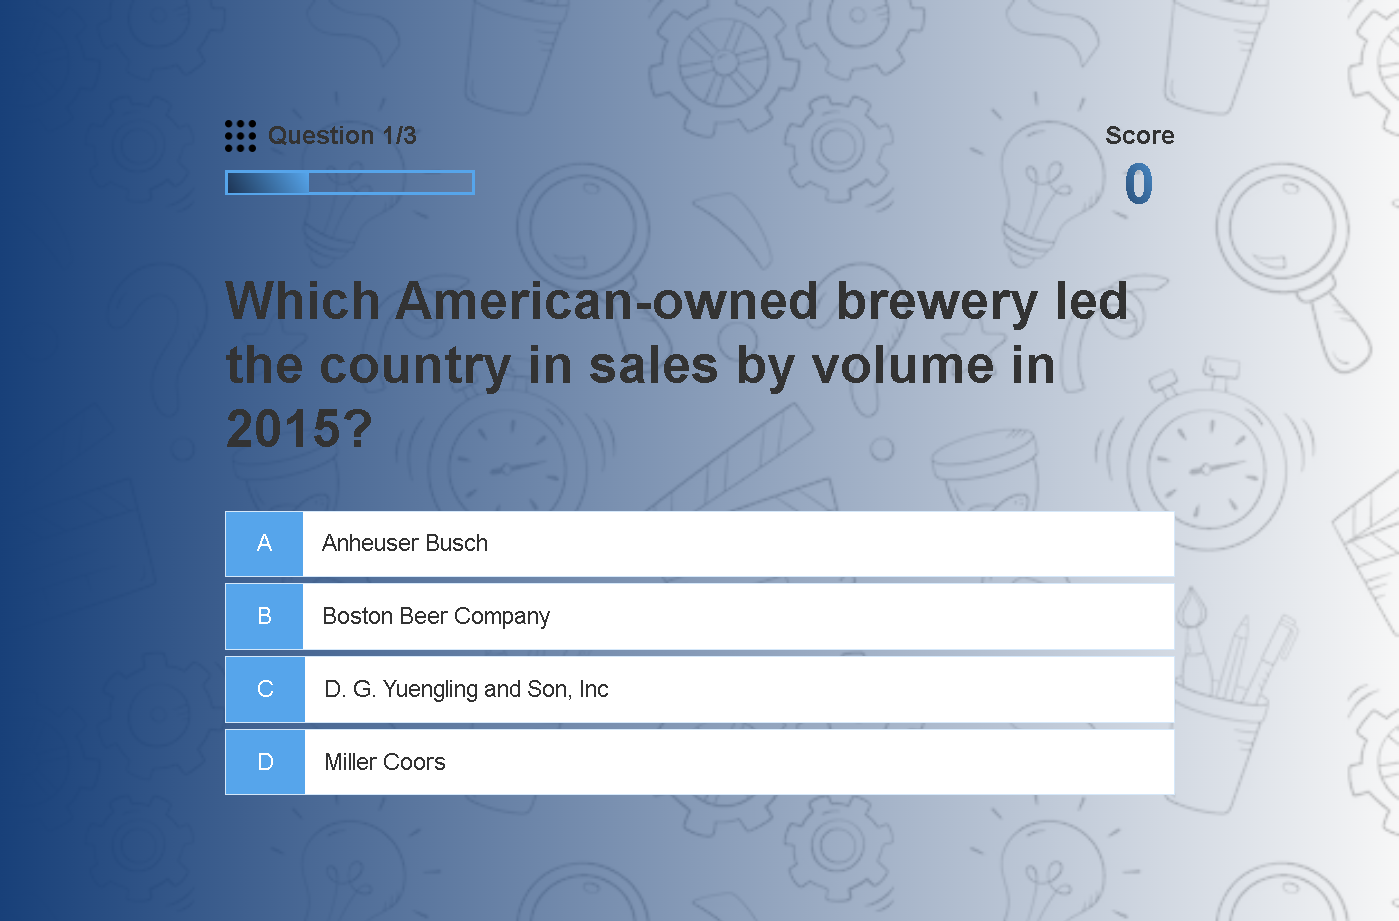 Question 1/3
Score
0
Which American-owned brewery led
the country in sales by volume in
2015?
A Anheuser Busch
B Boston Beer Company
C D. G. Yuengling and Son, Inc
D Miller Coors